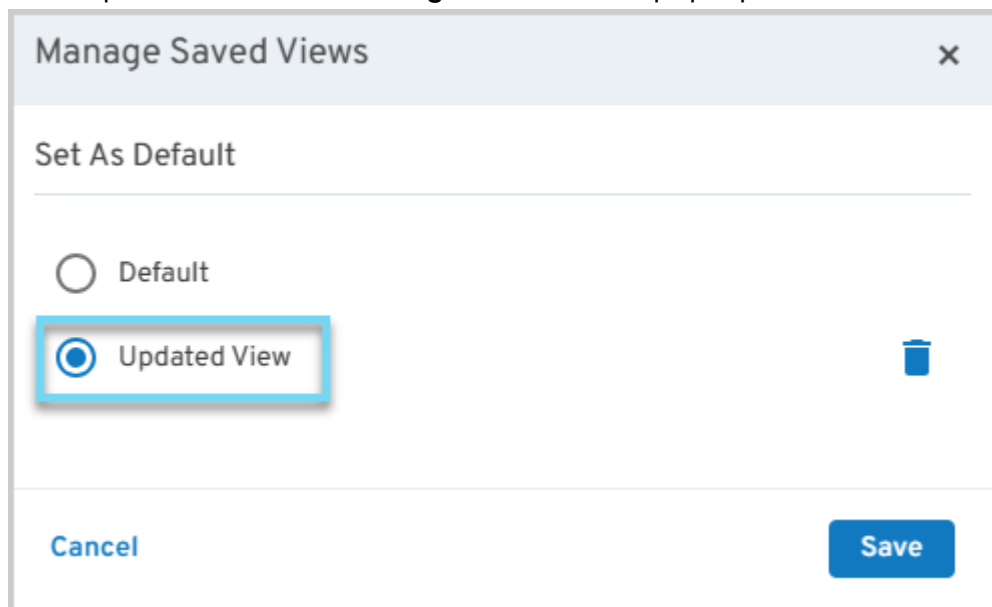 Manage Saved Views
Set As Default
Default
Updated View
Cancel
Save